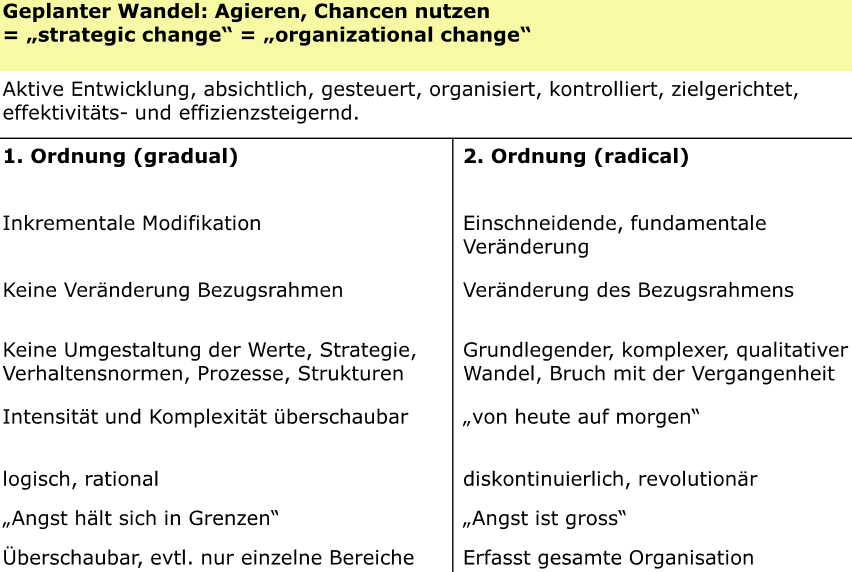 Geplanter Wandel: Agieren, Chancen nutzen
= „strategic change“ = „organizational change“
Aktive Entwicklung, absichtlich, gesteuert, organisiert, kontrolliert, zielgerichtet,
effektivitäts- und effizienzsteigernd.
1. Ordnung (gradual)
2. Ordnung (radical)
Inkrementale Modifikation
Einschneidende, fundamentale
Veränderung
Keine Veränderung Bezugsrahmen
Veränderung des Bezugsrahmens
Keine Umgestaltung der Werte, Strategie,
Verhaltensnormen, Prozesse, Strukturen
Grundlegender, komplexer, qualitativer
Wandel, Bruch mit der Vergangenheit
Intensität und Komplexität überschaubar
„von heute auf morgen“
logisch, rational
diskontinuierlich, revolutionär
„Angst hält sich in Grenzen“
„Angst ist gross“
Überschaubar, evtl. nur einzelne Bereiche
Erfasst gesamte Organisation